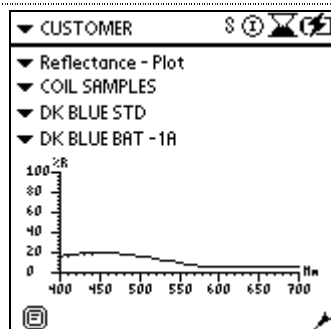 CUSTOMER S I
Reflectance - Plot
COIL SAMPLES
DK BLUE STD
DK BLUE BAT -1A
%R
100
80
60
40
20
0
400 450 500 550 600 650 700 Nm